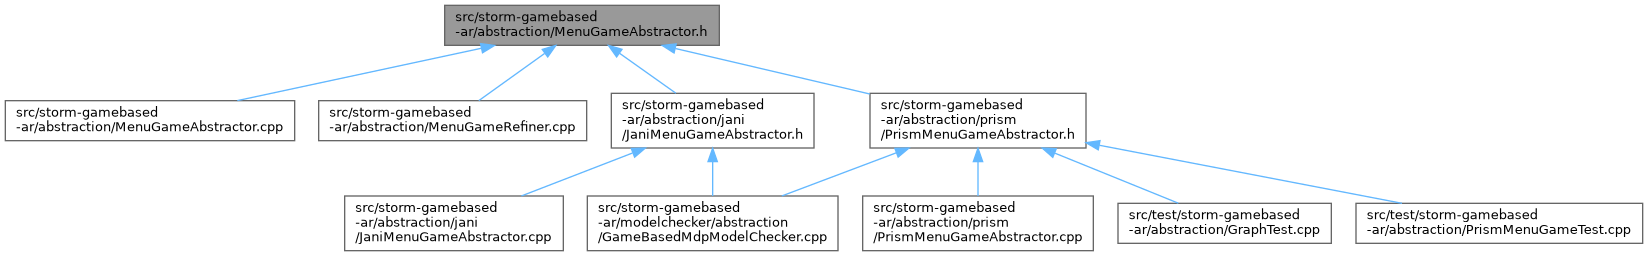 src/storm-gamebased
-ar/abstraction/MenuGameAbstractor.h
src/storm-gamebased
-ar/abstraction/MenuGameAbstractor.cpp
src/storm-gamebased
-ar/abstraction/MenuGameRefiner.cpp
src/storm-gamebased
-ar/abstraction/jani
/JaniMenuGameAbstractor.h
src/storm-gamebased
-ar/abstraction/prism
/PrismMenuGameAbstractor.h
src/storm-gamebased
-ar/abstraction/jani
/JaniMenuGameAbstractor.cpp
src/storm-gamebased
-ar/modelchecker/abstraction
/GameBasedMdpModelChecker.cpp
src/storm-gamebased
-ar/abstraction/prism
/PrismMenuGameAbstractor.cpp
src/test/storm-gamebased
-ar/abstraction/GraphTest.cpp
src/test/storm-gamebased
-ar/abstraction/PrismMenuGameTest.cpp